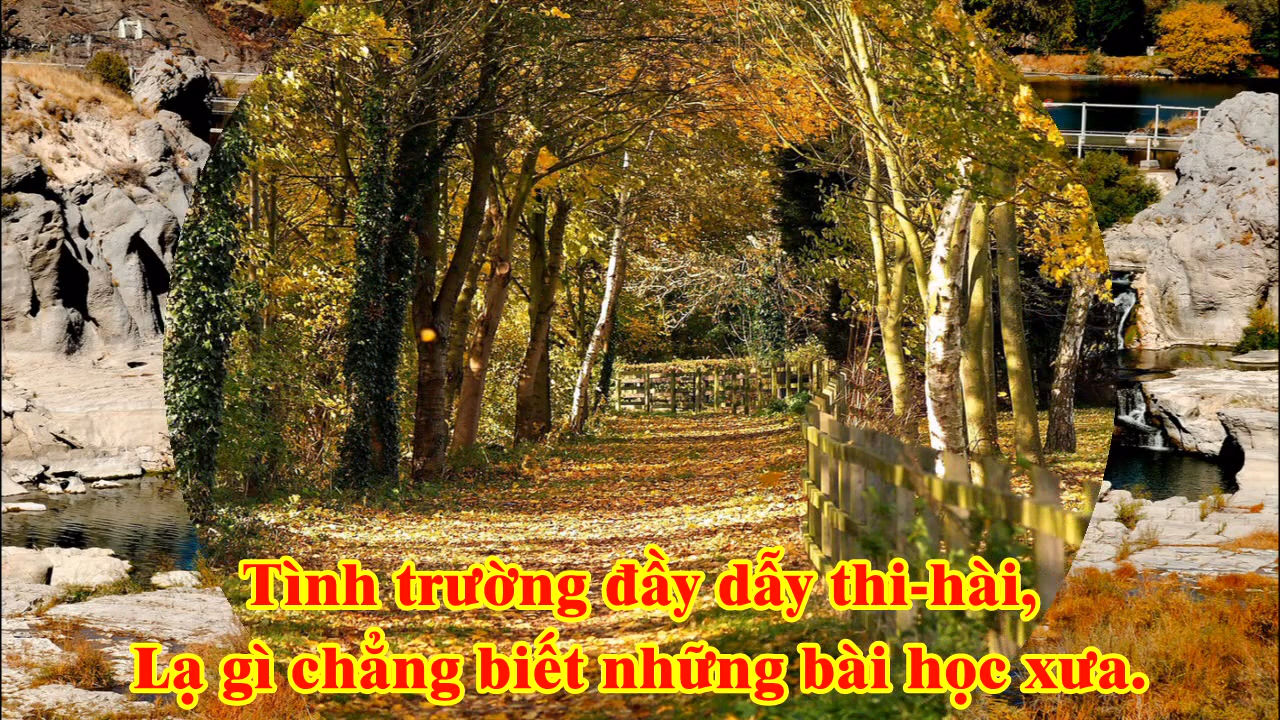 Tình trường đầy dẫy thi-hài,
Lạ gì chẳng biết những bài học xưa.